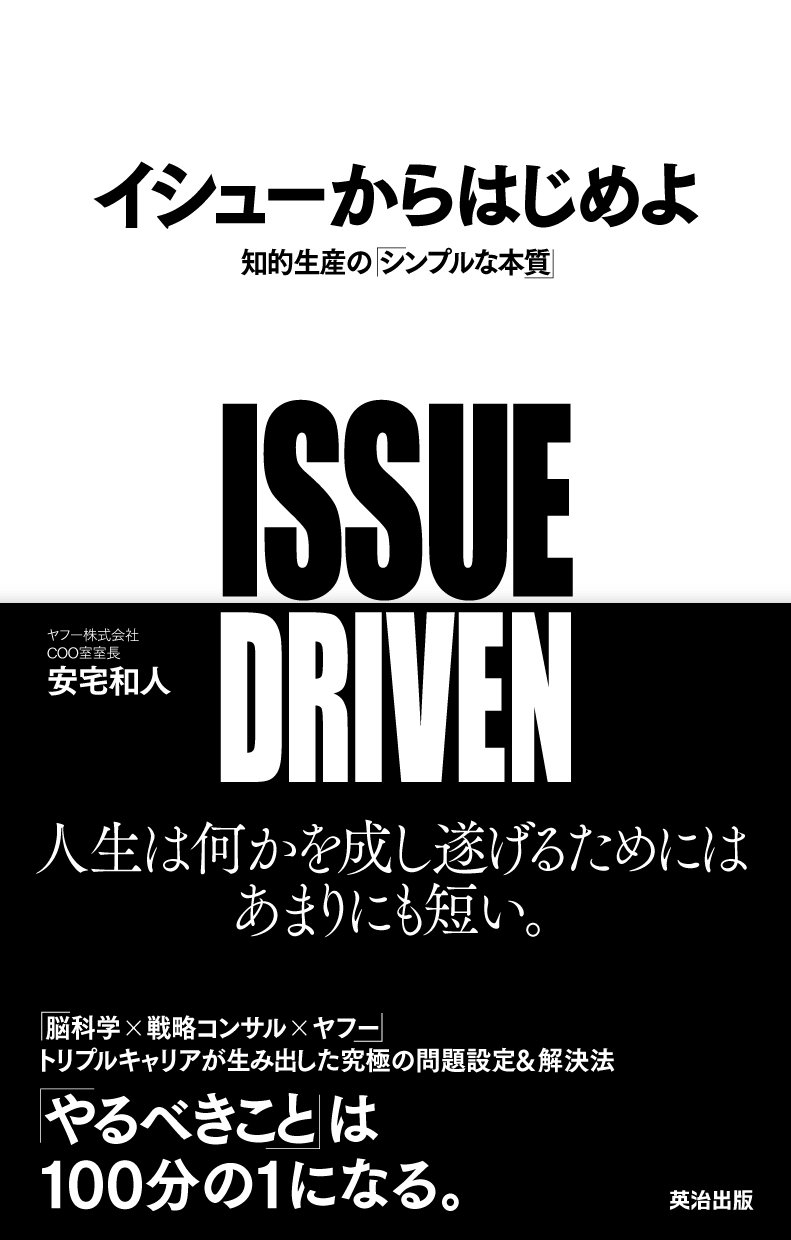 イシューからはじめよ
知的生産の「シンプルな本質」
ISSUE
DRIVEN
ヤフー株式会社
COO室室長
安宅和人
人生は何かを成し遂げるためには
あまりにも短い。
「脳科学×戦略コンサル×ヤフー」
トリプルキャリアが生み出した究極の問題設定&解決法
「やるべきこと」は
100分の1になる。
英治出版